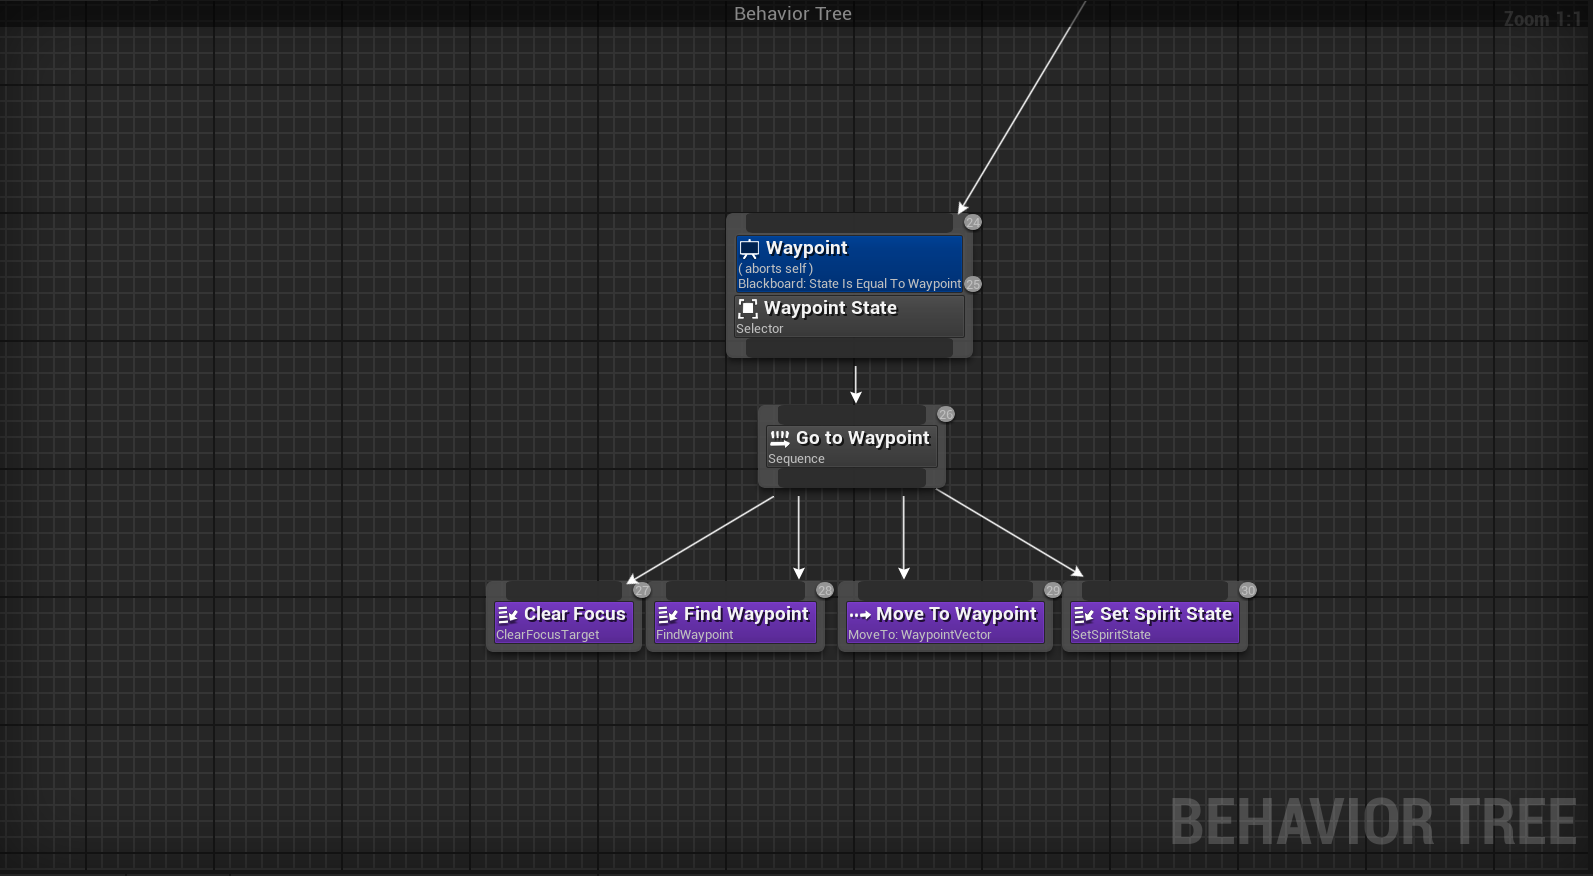 Behavior Tree
Zoom 1:1
24
Waypoint
( aborts self )
Blackboard: State Is Equal To Waypoint
25
Waypoint State
Selector
26
Go to Waypoint
Sequence
27
Clear Focus
ClearFocusTarget
28
Find Waypoint
FindWaypoint
29
Move To Waypoint
MoveTo: WaypointVector
30
Set Spirit State
SetSpiritState
BEHAVIOR TREE